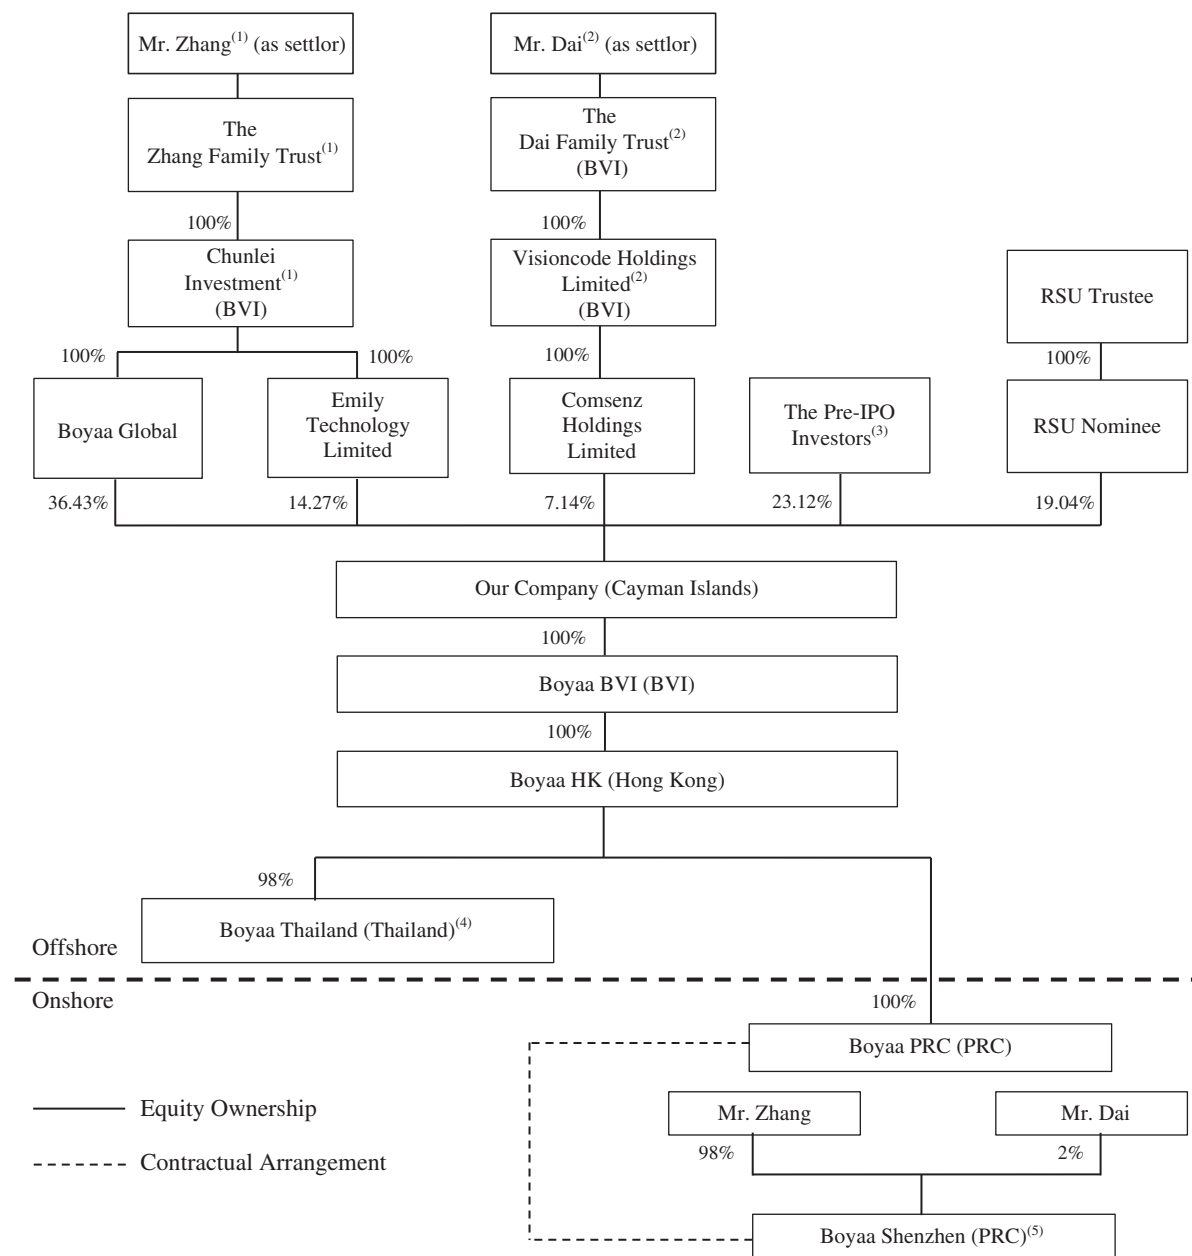 Mr. Zhang(1) (as settlor)
Mr. Dai(2) (as settlor)
The
Zhang Family Trust(1)
The
Dai Family Trust(2)
(BVI)
100%
100%
Chunlei
Investment(1)
(BVI)
Visioncode Holdings
Limited(2)
(BVI)
RSU Trustee
100%
100%
100%
100%
Boyaa Global
Emily
Technology
Limited
Comsenz
Holdings
Limited
The Pre-IPO
Investors(3)
RSU Nominee
36.43%
14.27%
7.14%
23.12%
19.04%
Our Company (Cayman Islands)
100%
Boyaa BVI (BVI)
100%
Boyaa HK (Hong Kong)
98%
Boyaa Thailand (Thailand)(4)
Offshore
Onshore
100%
Boyaa PRC (PRC)
Equity Ownership
Mr. Zhang
Mr. Dai
98%
2%
Contractual Arrangement
Boyaa Shenzhen (PRC)(5)